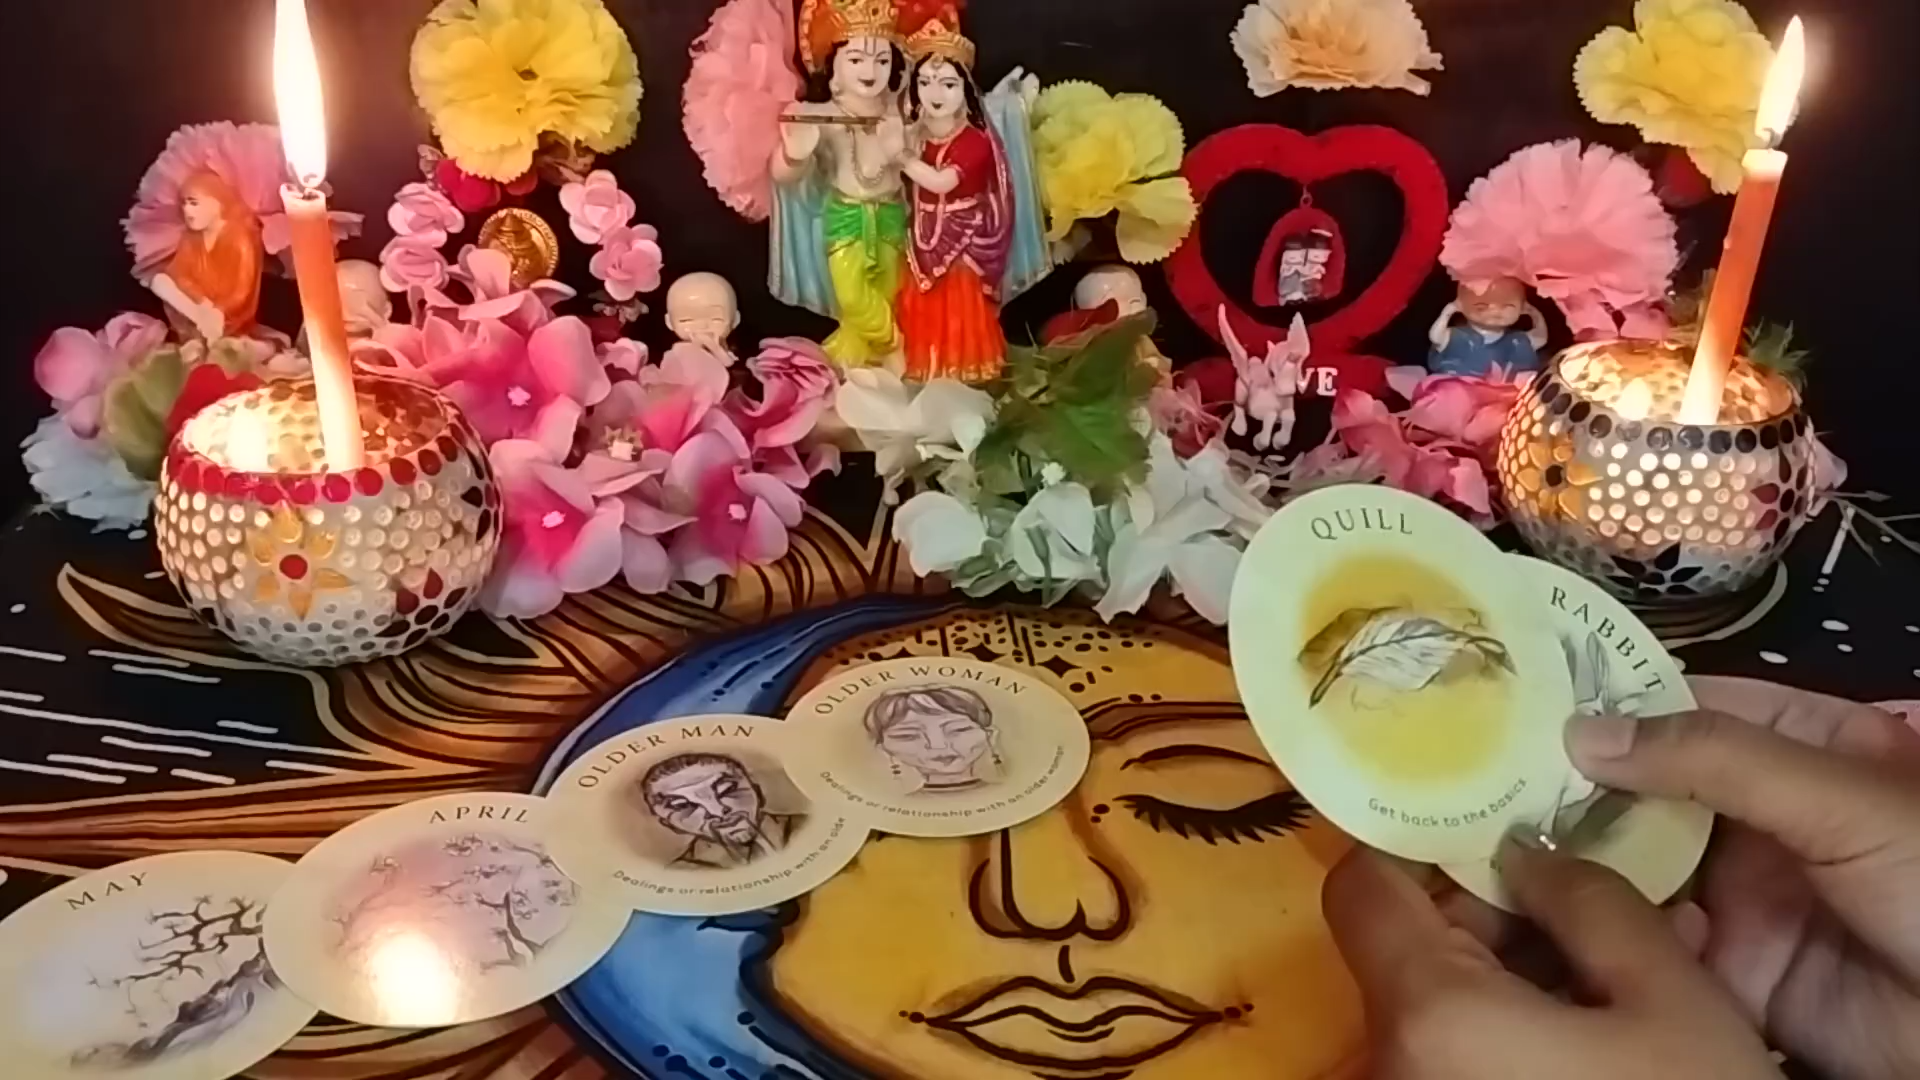 VE
QUILL
Get back to the basics
RABBIT
OLDER WOMAN
Dealings or relationship with an older woman
OLDER MAN
Dealings or relationship with an olde
APRIL
MAY